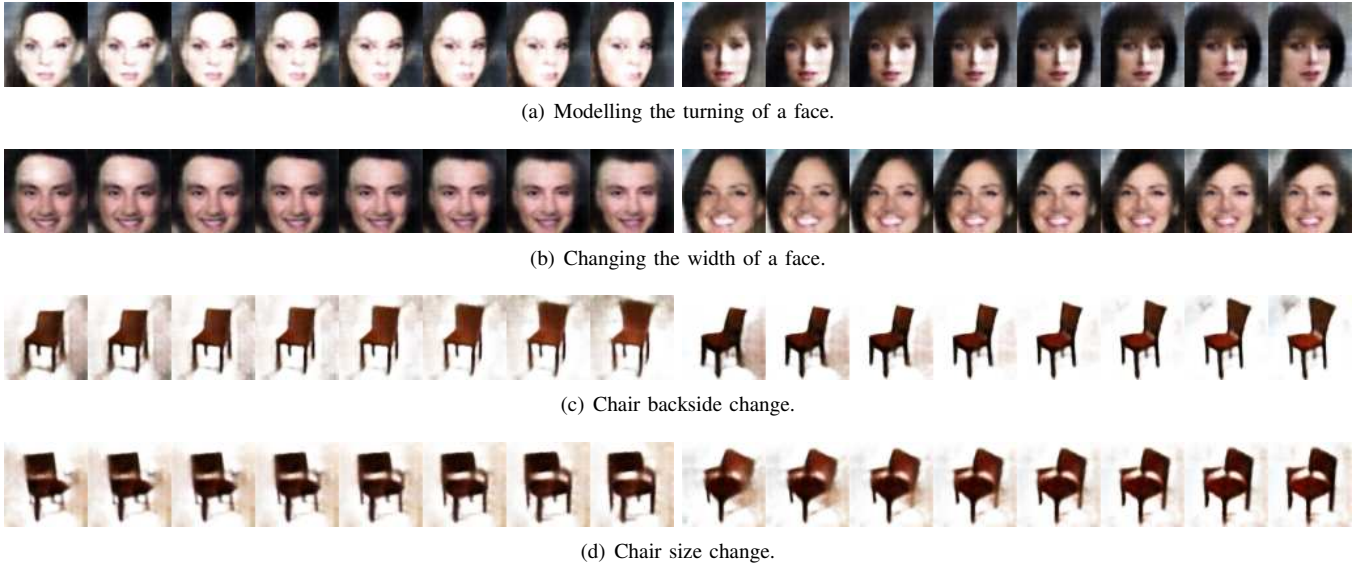 (a) Modelling the turning of a face.
(b) Changing the width of a face.
(c) Chair backside change.
(d) Chair size change.